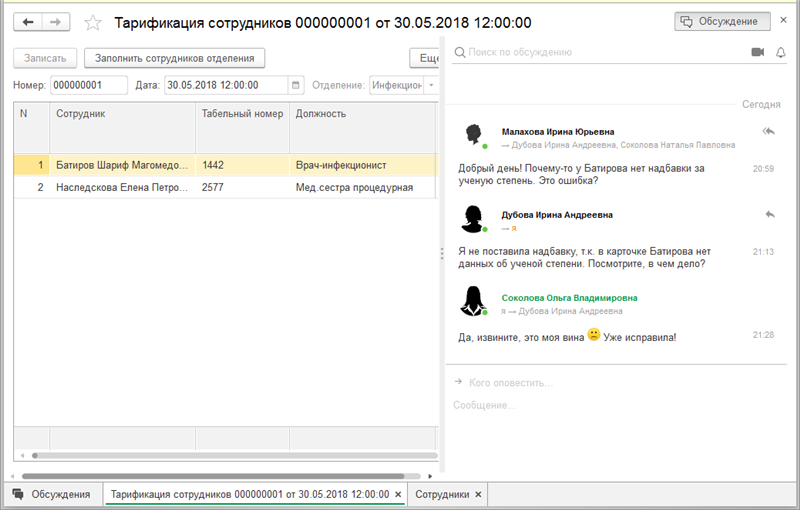 Тарификация сотрудников 000000001 от 30.05.2018 12:00:00
Обсуждение
Записать
Заполнить сотрудников отделения
Еще
Номер: 000000001 Дата: 30.05.2018 12:00:00 Отделение: Инфекцион
N Сотрудник Табельный номер Должность
1 Батиров Шариф Магомедо... 1442 Врач-инфекционист
2 Наследскова Елена Петро... 2577 Мед.сестра процедурная
Поиск по обсуждению
Сегодня
Малахова Ирина Юрьевна
→ Дубова Ирина Андреевна, Соколова Наталья Павловна
Добрый день! Почему-то у Батирова нет надбавки за 20:59
ученую степень. Это ошибка?
Дубова Ирина Андреевна
→ я
Я не поставила надбавку, т.к. в карточке Батирова нет 21:13
данных об ученой степени. Посмотрите, в чем дело?
Соколова Ольга Владимировна
я → Дубова Ирина Андреевна
Да, извините, это моя вина Уже исправила! 21:28
Кого оповестить...
Сообщение...
Обсуждения
Тарификация сотрудников 000000001 от 30.05.2018 12:00:00 ×
Сотрудники ×